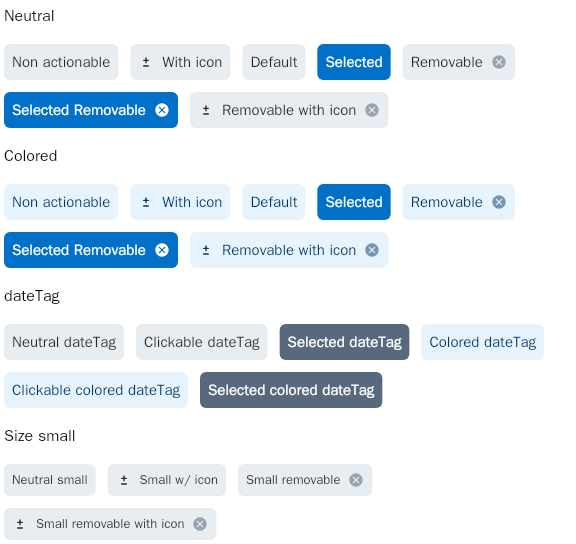 Neutral
Non actionable ± With icon Default Selected Removable
Selected Removable ± Removable with icon
Colored
Non actionable ± With icon Default Selected Removable
Selected Removable ± Removable with icon
dateTag
Neutral dateTag Clickable dateTag Selected dateTag Colored dateTag
Clickable colored dateTag Selected colored dateTag
Size small
Neutral small ± Small w/ icon Small removable
± Small removable with icon